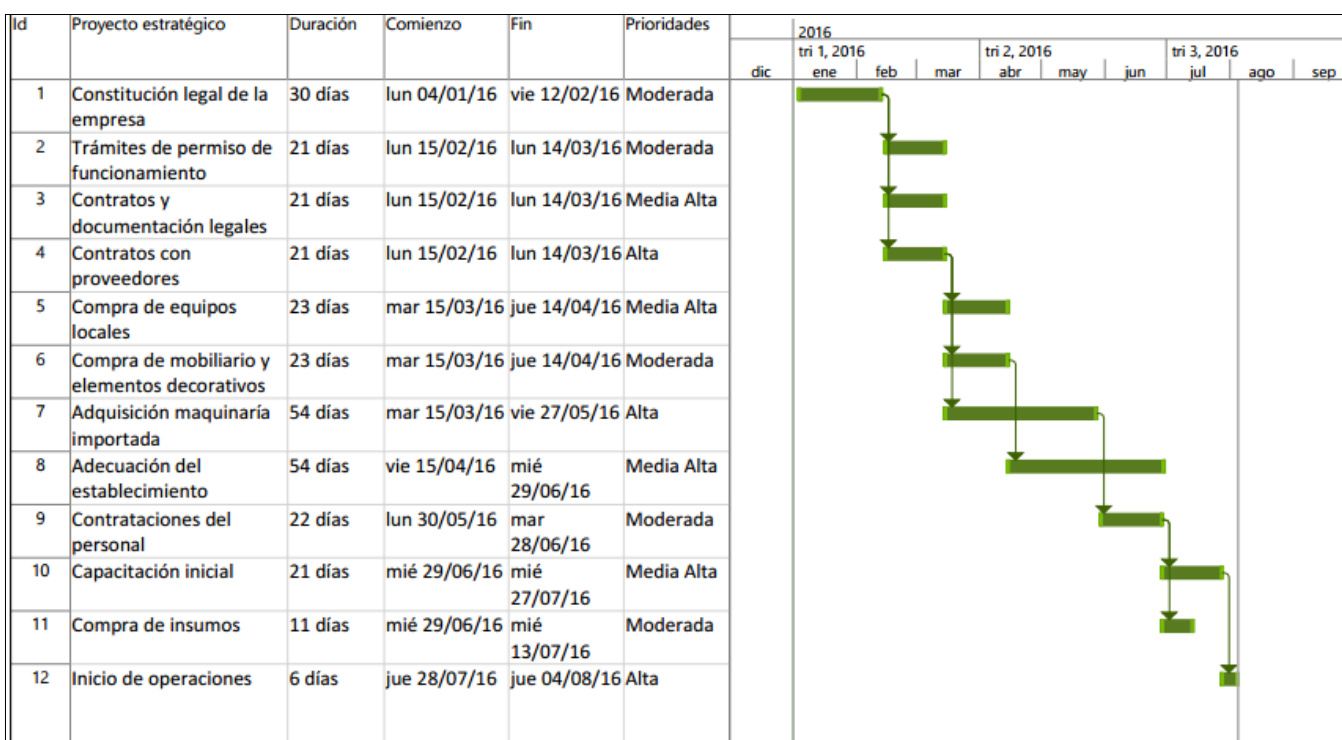 Id Proyecto estratégico Duración Comienzo Fin Prioridades
2016
tri 1, 2016 tri 2, 2016 tri 3, 2016
dic ene feb mar abr may jun jul ago sep
1 Constitución legal de la 30 días lun 04/01/16 vie 12/02/16 Moderada
empresa
2 Trámites de permiso de 21 días lun 15/02/16 lun 14/03/16 Moderada
funcionamiento
3 Contratos y 21 días lun 15/02/16 lun 14/03/16 Media Alta
documentación legales
4 Contratos con 21 días lun 15/02/16 lun 14/03/16 Alta
proveedores
5 Compra de equipos 23 días mar 15/03/16 jue 14/04/16 Media Alta
locales
6 Compra de mobiliario y 23 días mar 15/03/16 jue 14/04/16 Moderada
elementos decorativos
7 Adquisición maquinaría 54 días mar 15/03/16 vie 27/05/16 Alta
importada
8 Adecuación del 54 días vie 15/04/16 mié Media Alta
establecimiento 29/06/16
9 Contrataciones del 22 días lun 30/05/16 mar Moderada
personal 28/06/16
10 Capacitación inicial 21 días mié 29/06/16 mié Media Alta
27/07/16
11 Compra de insumos 11 días mié 29/06/16 mié Moderada
13/07/16
12 Inicio de operaciones 6 días jue 28/07/16 jue 04/08/16 Alta